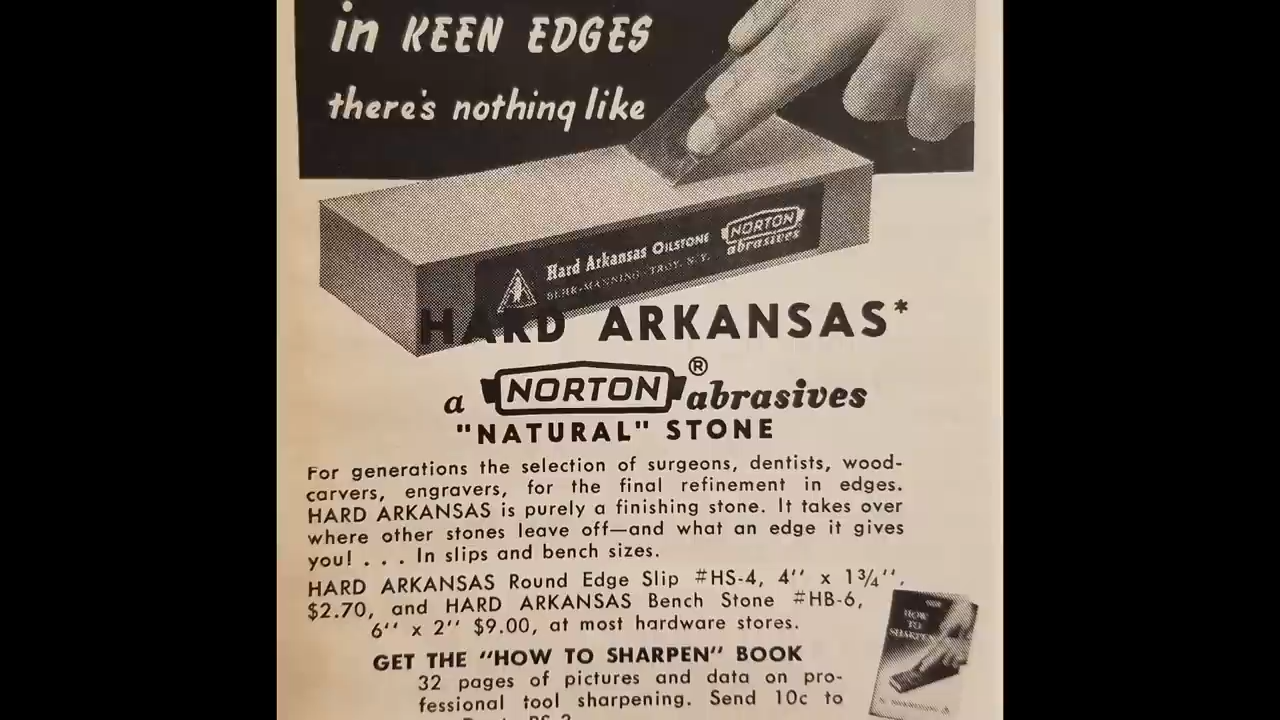 in KEEN EDGES
there's nothing like
Hard Arkansas OILSTONE
BEHR-MANNING-TROY, N.Y.
NORTON
abrasives
HARD ARKANSAS*
a NORTON® abrasives
"NATURAL" STONE
For generations the selection of surgeons, dentists, wood-
carvers, engravers, for the final refinement in edges.
HARD ARKANSAS is purely a finishing stone. It takes over
where other stones leave off—and what an edge it gives
you! . . . In slips and bench sizes.
HARD ARKANSAS Round Edge Slip #HS-4, 4'' x 1¾'',
$2.70, and HARD ARKANSAS Bench Stone #HB-6,
6'' x 2'' $9.00, at most hardware stores.
HOW
TO
SHARPEN
GET THE "HOW TO SHARPEN" BOOK
32 pages of pictures and data on pro-
fessional tool sharpening. Send 10c to